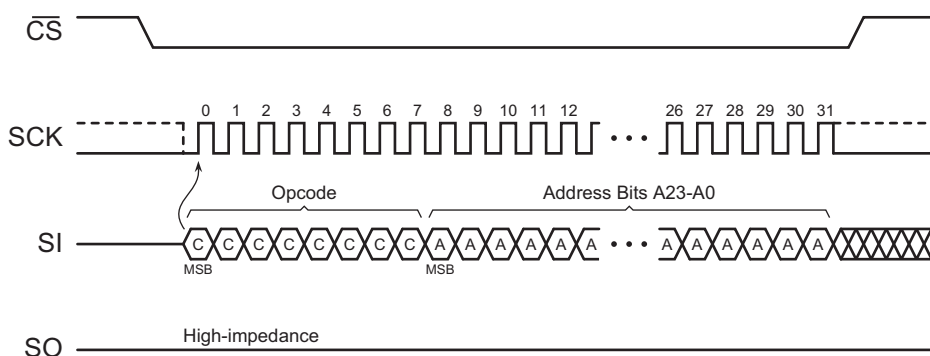 CS
0 1 2 3 4 5 6 7 8 9 10 11 12 26 27 28 29 30 31
SCK
• • •
Opcode Address Bits A23-A0
SI C C C C C C C C A A A A A A • • • A A A A A A
MSB MSB
High-impedance
SO